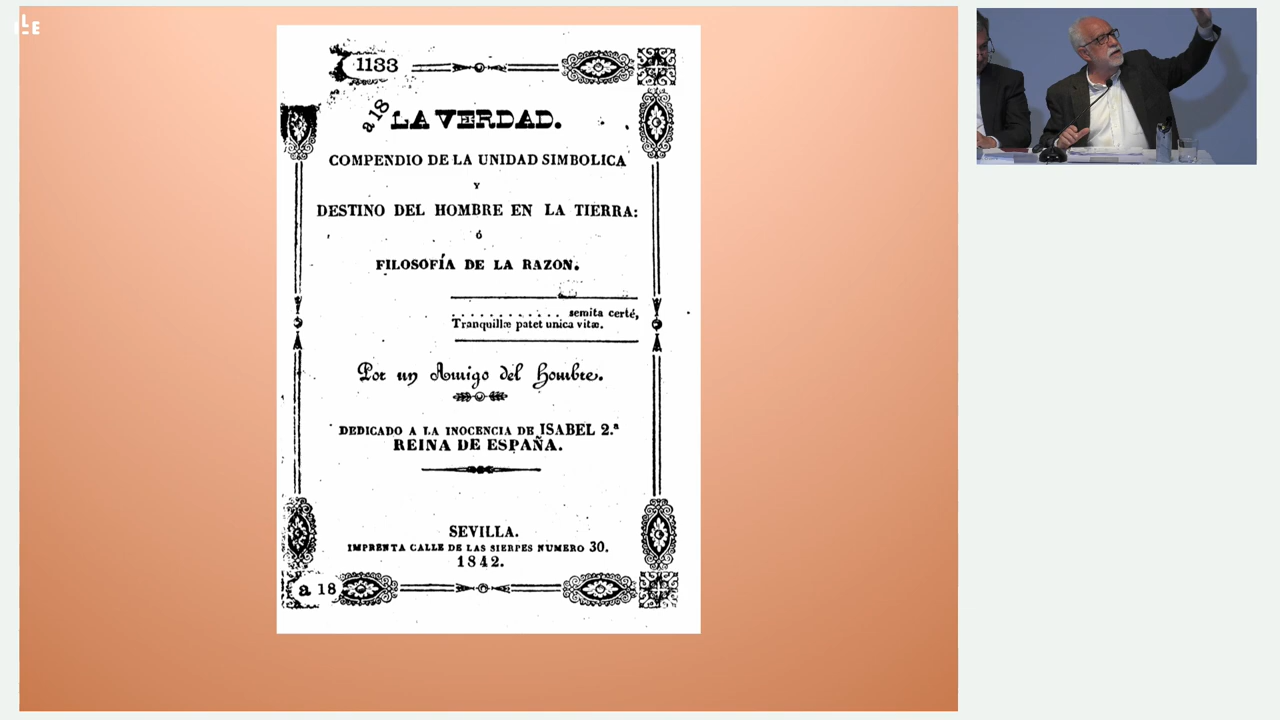 ILE
1133
a 18
LA VERDAD.
COMPENDIO DE LA UNIDAD SIMBOLICA
Y
DESTINO DEL HOMBRE EN LA TIERRA:
ó
FILOSOFÍA DE LA RAZON.
. . . . . . . . . . . . semita certé,
Tranquillæ patet unica vitæ.
Por un Amigo del Hombre.
DEDICADO A LA INOCENCIA DE ISABEL 2.ª
REINA DE ESPAÑA.
SEVILLA.
IMPRENTA CALLE DE LAS SIERPES NUMERO 30.
1842.
a 18